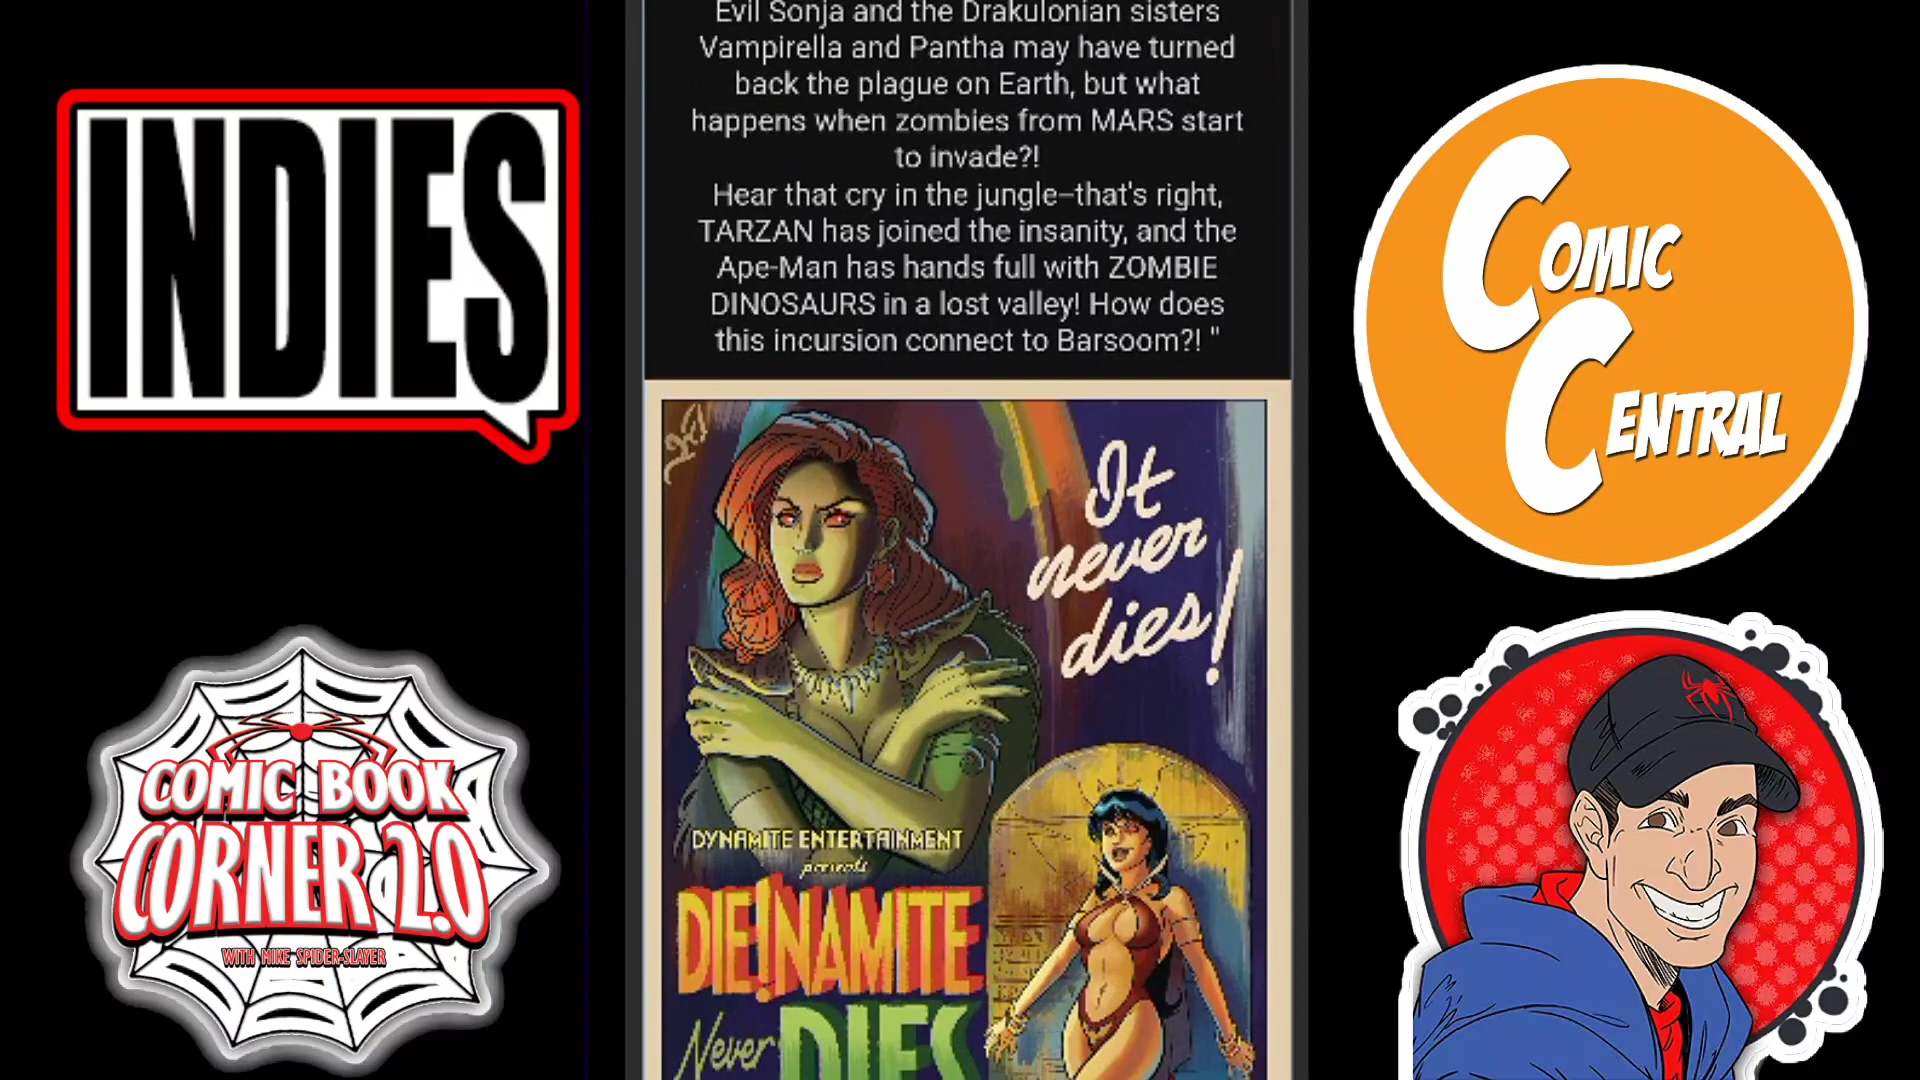 INDIES
COMIC BOOK
CORNER 2.0
WITH MIKE SPIDER-SLAYER
Evil Sonja and the Drakulonian sisters
Vampirella and Pantha may have turned
back the plague on Earth, but what
happens when zombies from MARS start
to invade?!
Hear that cry in the jungle–that's right,
TARZAN has joined the insanity, and the
Ape-Man has hands full with ZOMBIE
DINOSAURS in a lost valley! How does
this incursion connect to Barsoom?! "
It
never
dies!
DYNAMITE ENTERTAINMENT
presents
DIE!NAMITE
Never DIES
COMIC
CENTRAL